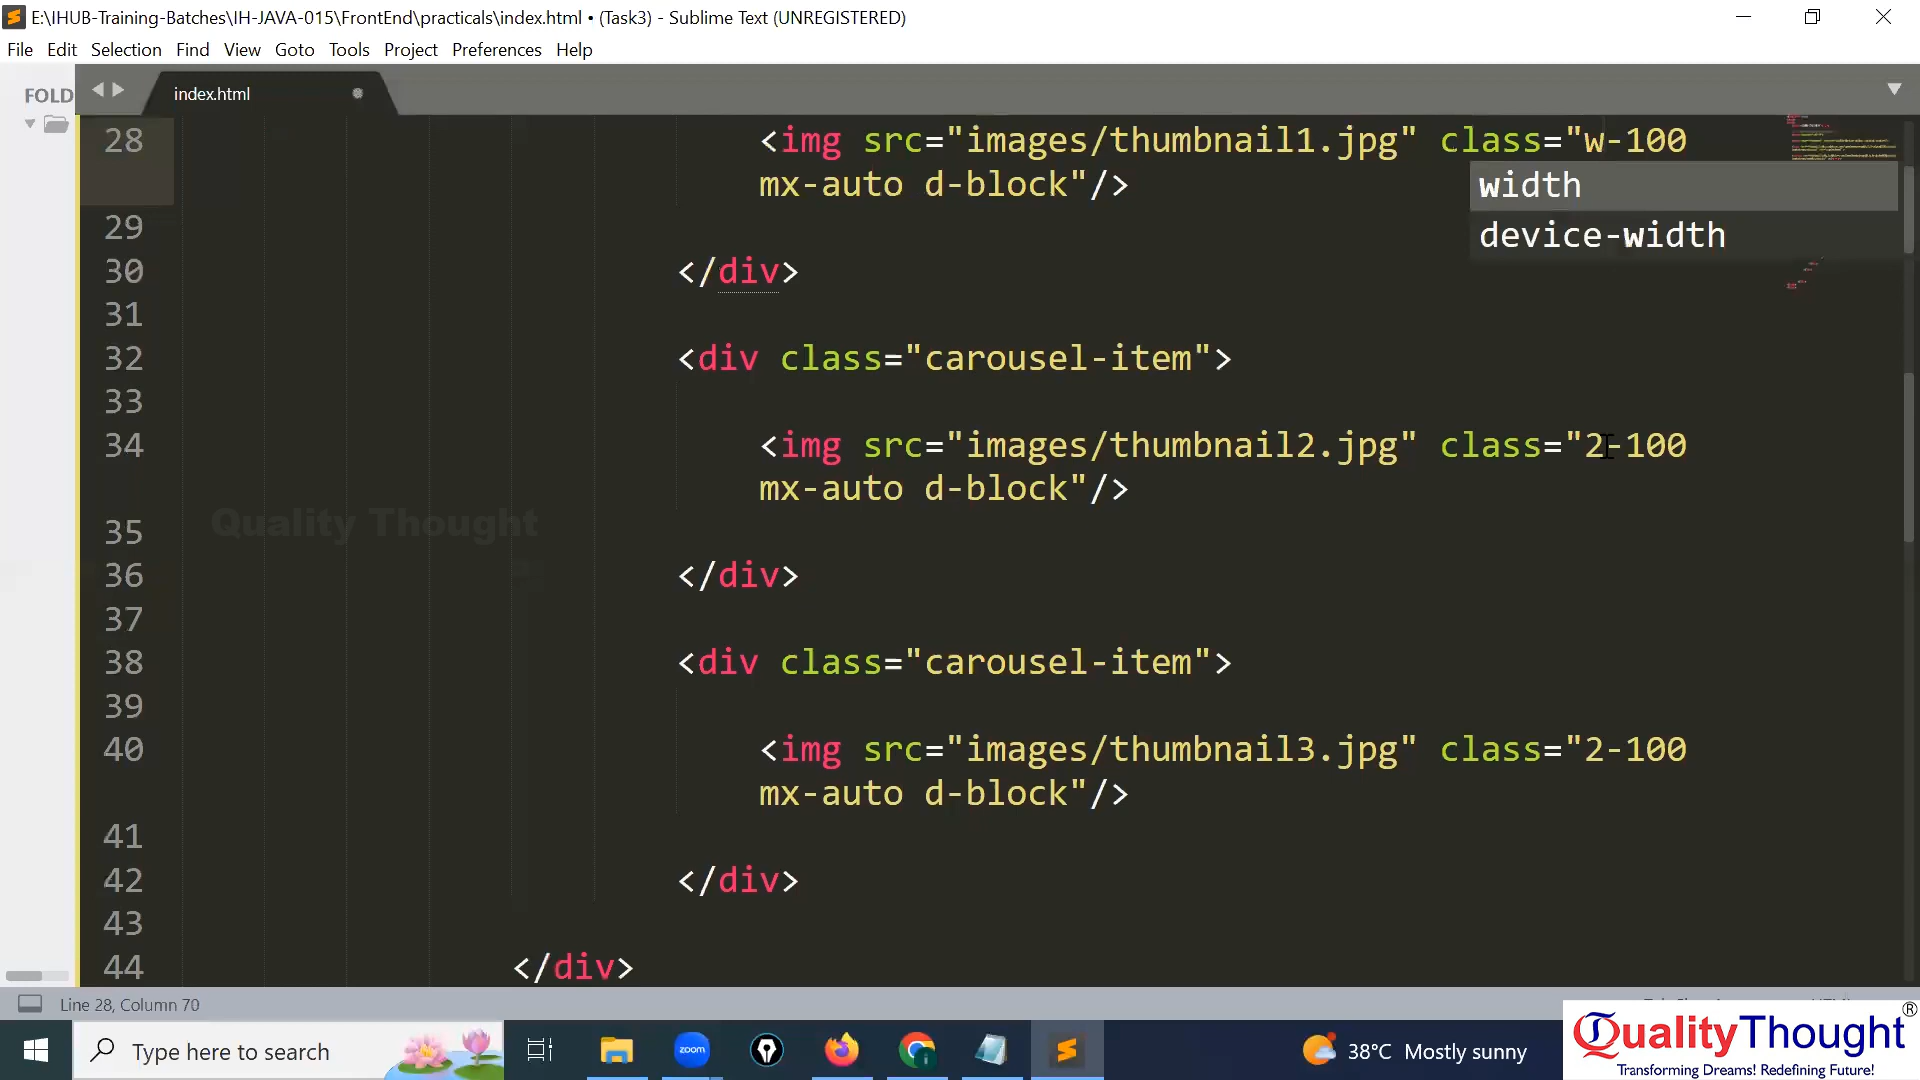 E:\IHUB-Training-Batches\IH-JAVA-015\FrontEnd\practicals\index.html • (Task3) - Sublime Text (UNREGISTERED)
File Edit Selection Find View Goto Tools Project Preferences Help
FOLD
index.html
28 <img src="images/thumbnail1.jpg" class="w-100
mx-auto d-block"/>
width
device-width
29
30 </div>
31
32 <div class="carousel-item">
33
34 <img src="images/thumbnail2.jpg" class="2-100
mx-auto d-block"/>
35
Quality Thought
36 </div>
37
38 <div class="carousel-item">
39
40 <img src="images/thumbnail3.jpg" class="2-100
mx-auto d-block"/>
41
42 </div>
43
44 </div>
Line 28, Column 70
Type here to search
zoom
38°C Mostly sunny
QualityThought®
Transforming Dreams! Redefining Future!